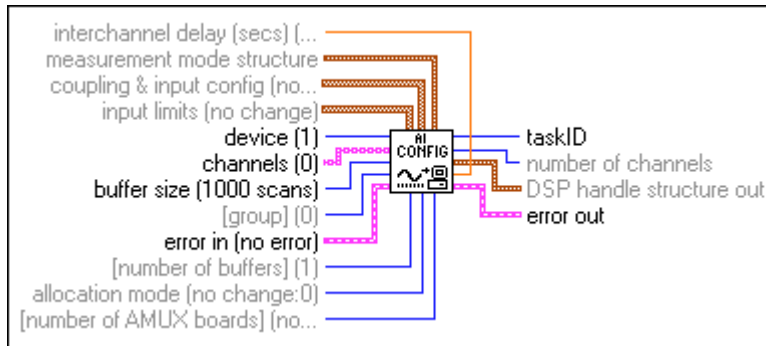 interchannel delay (secs) (...
measurement mode structure
coupling & input config (no...
input limits (no change)
device (1)
channels (0)
buffer size (1000 scans)
[group] (0)
error in (no error)
[number of buffers] (1)
allocation mode (no change:0)
[number of AMUX boards] (no...
AI
CONFIG
taskID
number of channels
DSP handle structure out
error out